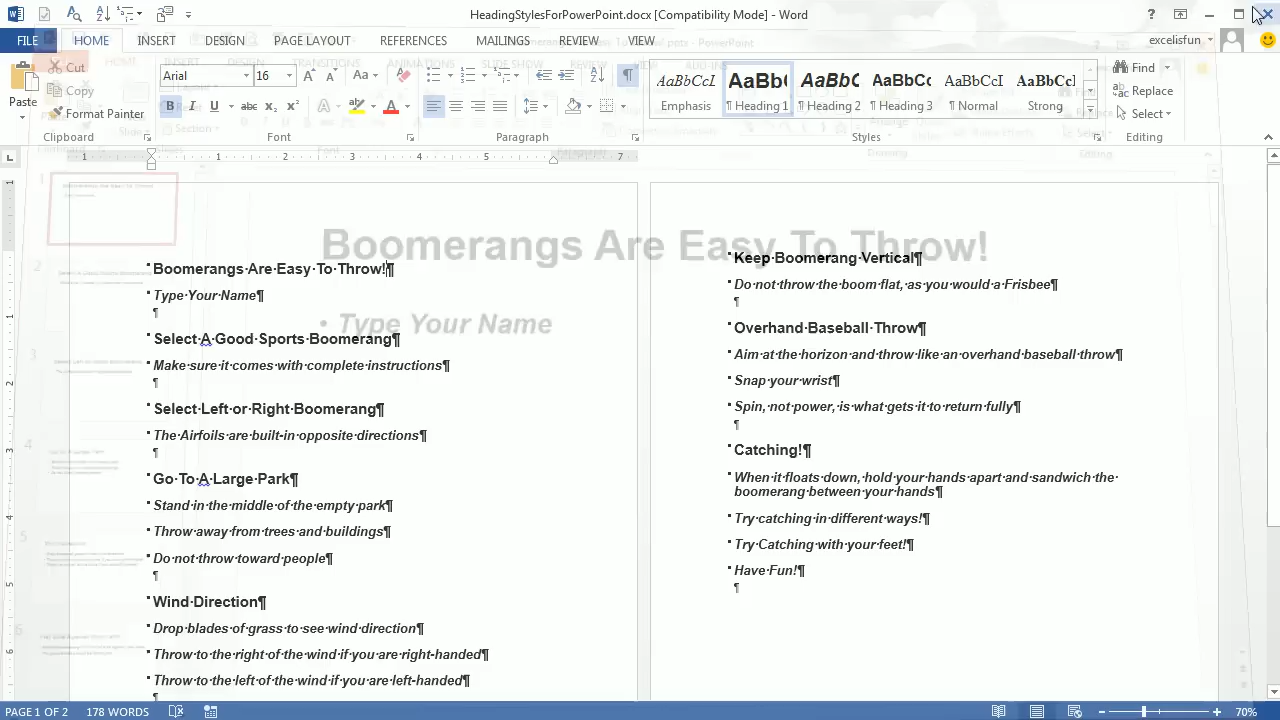 HeadingStylesForPowerPoint.docx [Compatibility Mode] - Word
FILE HOME INSERT DESIGN PAGE LAYOUT REFERENCES MAILINGS REVIEW VIEW
excelisfun
Paste
Cut
Copy
Format Painter
Clipboard
Arial 16
Font
Paragraph
AaBbCcI Emphasis
AaBb( ¶ Heading 1
AaBbC ¶ Heading 2
AaBbCc ¶ Heading 3
AaBbCcI ¶ Normal
AaBbCcl Strong
Styles
Find
Replace
Select
Editing
Boomerangs Are Easy To Throw!
• Type Your Name
Boomerangs·Are·Easy·To·Throw!¶
Type·Your·Name¶
¶
Select·A·Good·Sports·Boomerang¶
Make·sure·it·comes·with·complete·instructions¶
¶
Select·Left·or·Right·Boomerang¶
The·Airfoils·are·built-in·opposite·directions¶
¶
Go·To·A·Large·Park¶
Stand·in·the·middle·of·the·empty·park¶
Throw·away·from·trees·and·buildings¶
Do·not·throw·toward·people¶
¶
Wind·Direction¶
Drop·blades·of·grass·to·see·wind·direction¶
Throw·to·the·right·of·the·wind·if·you·are·right-handed¶
Throw·to·the·left·of·the·wind·if·you·are·left-handed¶
¶
Keep·Boomerang·Vertical¶
Do·not·throw·the·boom·flat,·as·you·would·a·Frisbee¶
¶
Overhand·Baseball·Throw¶
Aim·at·the·horizon·and·throw·like·an·overhand·baseball·throw¶
Snap·your·wrist¶
Spin,·not·power,·is·what·gets·it·to·return·fully¶
¶
Catching!¶
When·it·floats·down,·hold·your·hands·apart·and·sandwich·the·
boomerang·between·your·hands¶
Try·catching·in·different·ways!¶
Try·Catching·with·your·feet!¶
Have·Fun!¶
¶
PAGE 1 OF 2 178 WORDS 70%